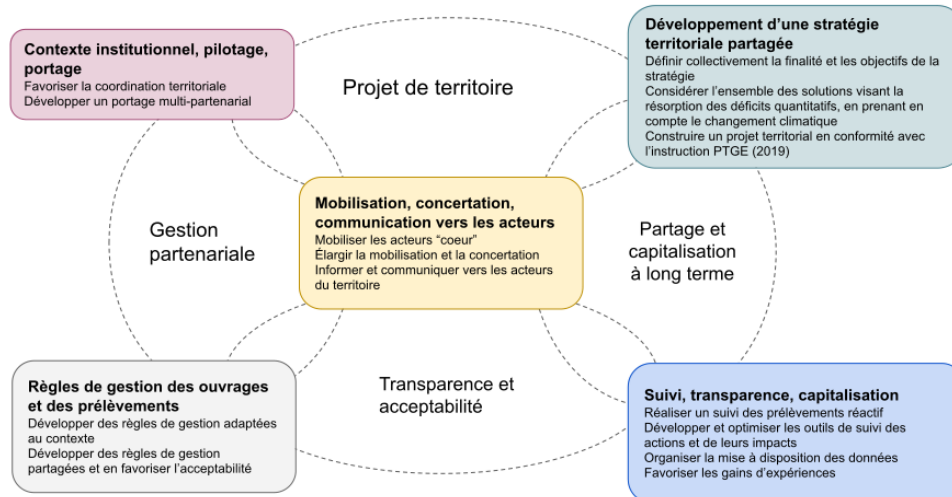 Contexte institutionnel, pilotage,
portage
Favoriser la coordination territoriale
Développer un portage multi-partenarial
Projet de territoire
Développement d’une stratégie
territoriale partagée
Définir collectivement la finalité et les objectifs de la
stratégie
Considérer l’ensemble des solutions visant la
résorption des déficits quantitatifs, en prenant en
compte le changement climatique
Construire un projet territorial en conformité avec
l’instruction PTGE (2019)
Gestion
partenariale
Mobilisation, concertation,
communication vers les acteurs
Mobiliser les acteurs “coeur”
Élargir la mobilisation et la concertation
Informer et communiquer vers les acteurs
du territoire
Partage et
capitalisation
à long terme
Règles de gestion des ouvrages
et des prélèvements
Développer des règles de gestion adaptées
au contexte
Développer des règles de gestion
partagées et en favoriser l’acceptabilité
Transparence et
acceptabilité
Suivi, transparence, capitalisation
Réaliser un suivi des prélèvements réactif
Développer et optimiser les outils de suivi des
actions et de leurs impacts
Organiser la mise à disposition des données
Favoriser les gains d’expériences